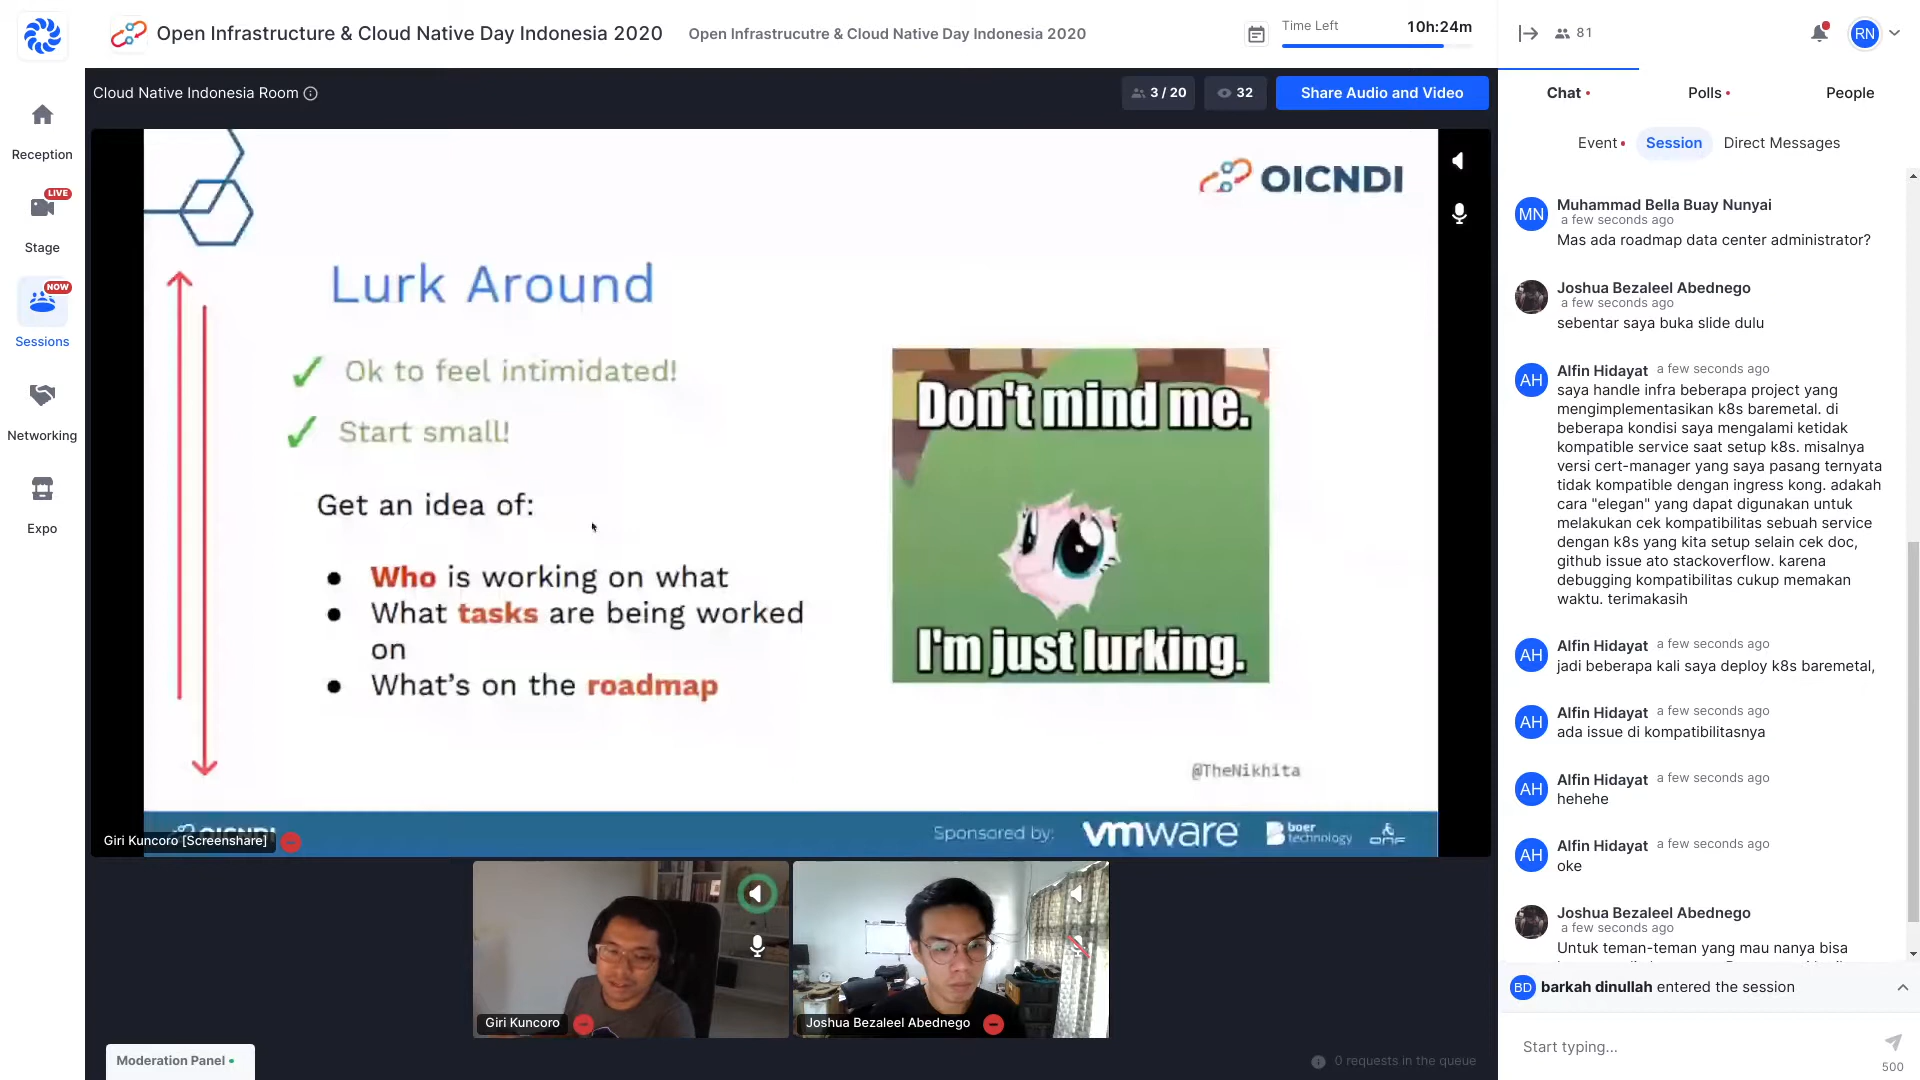 Open Infrastructure & Cloud Native Day Indonesia 2020
Open Infrastrucutre & Cloud Native Day Indonesia 2020
Time Left
10h:24m
81
RN
Reception
LIVE
Stage
NOW
Sessions
Networking
Expo
Cloud Native Indonesia Room
3 / 20
32
Share Audio and Video
OICNDI
Lurk Around
✓ Ok to feel intimidated!
✓ Start small!
Get an idea of:
● Who is working on what
● What tasks are being worked
on
● What's on the roadmap
Don't mind me.
I'm just lurking.
@TheNikhita
OICNDI
Sponsored by:
vmware
boer
technology
Giri Kuncoro [Screenshare]
Giri Kuncoro
Joshua Bezaleel Abednego
Moderation Panel
0 requests in the queue
Chat
Polls
People
Event
Session
Direct Messages
MN
Muhammad Bella Buay Nunyai
a few seconds ago
Mas ada roadmap data center administrator?
Joshua Bezaleel Abednego
a few seconds ago
sebentar saya buka slide dulu
AH
Alfin Hidayat a few seconds ago
saya handle infra beberapa project yang
mengimplementasikan k8s baremetal. di
beberapa kondisi saya mengalami ketidak
kompatible service saat setup k8s. misalnya
versi cert-manager yang saya pasang ternyata
tidak kompatible dengan ingress kong. adakah
cara "elegan" yang dapat digunakan untuk
melakukan cek kompatibilitas sebuah service
dengan k8s yang kita setup selain cek doc,
github issue ato stackoverflow. karena
debugging kompatibilitas cukup memakan
waktu. terimakasih
AH
Alfin Hidayat a few seconds ago
jadi beberapa kali saya deploy k8s baremetal,
AH
Alfin Hidayat a few seconds ago
ada issue di kompatibilitasnya
AH
Alfin Hidayat a few seconds ago
hehehe
AH
Alfin Hidayat a few seconds ago
oke
Joshua Bezaleel Abednego
a few seconds ago
Untuk teman-teman yang mau nanya bisa
BD
barkah dinullah entered the session
Start typing...
500